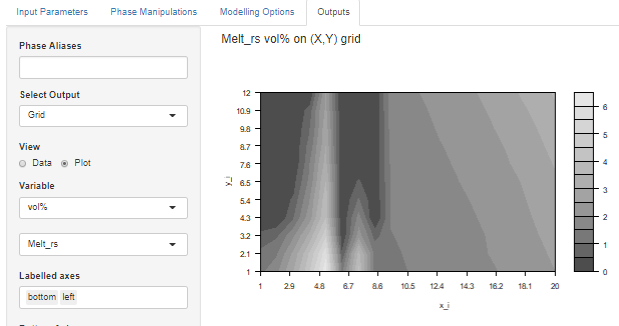 Input Parameters Phase Manipulations Modelling Options Outputs
Phase Aliases
Select Output
Grid
View
Data Plot
Variable
vol%
Melt_rs
Labelled axes
bottom left
Melt_rs vol% on (X,Y) grid
12
10.9
9.8
8.7
7.6
6.5
5.4
4.3
3.2
2.1
1
y_i
1 2.9 4.8 6.7 8.6 10.5 12.4 14.3 16.2 18.1 20
x_i
6
5
4
3
2
1
0